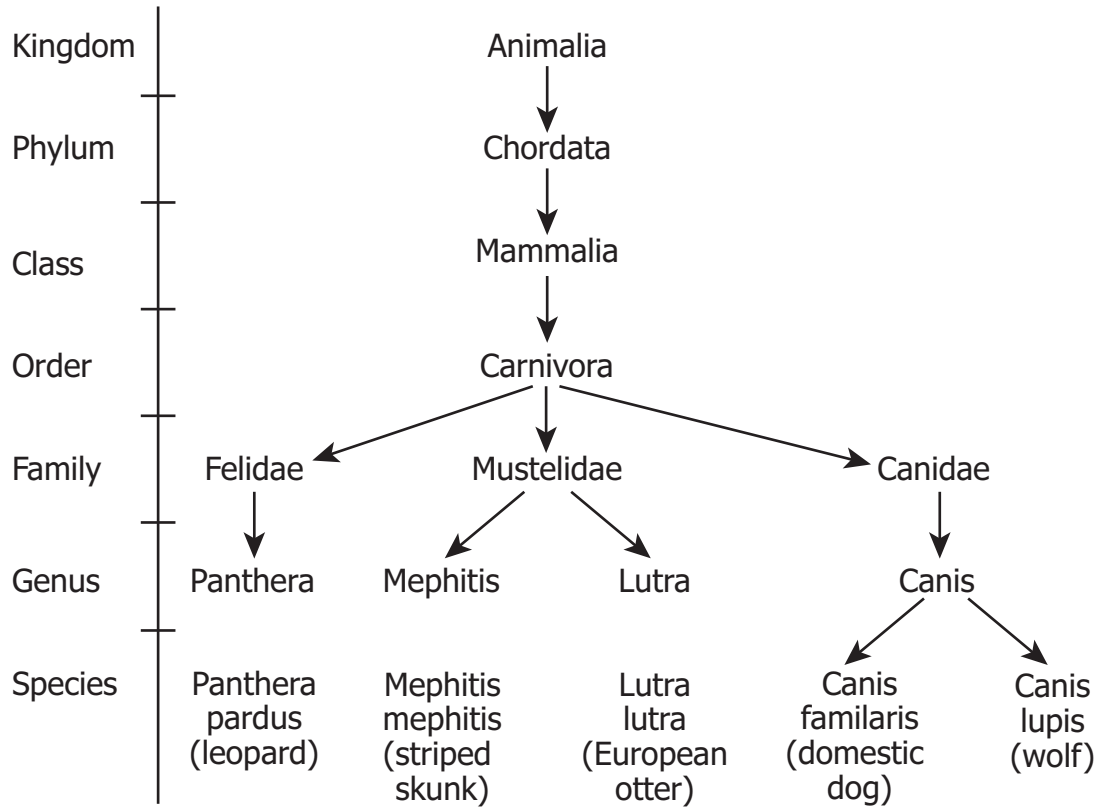 Kingdom Animalia
Phylum Chordata
Class Mammalia
Order Carnivora
Family Felidae Mustelidae Canidae
Genus Panthera Mephitis Lutra Canis
Species Panthera Mephitis Lutra Canis Canis
pardus mephitis lutra familaris lupis
(leopard) (striped (European (domestic (wolf)
skunk) otter) dog)